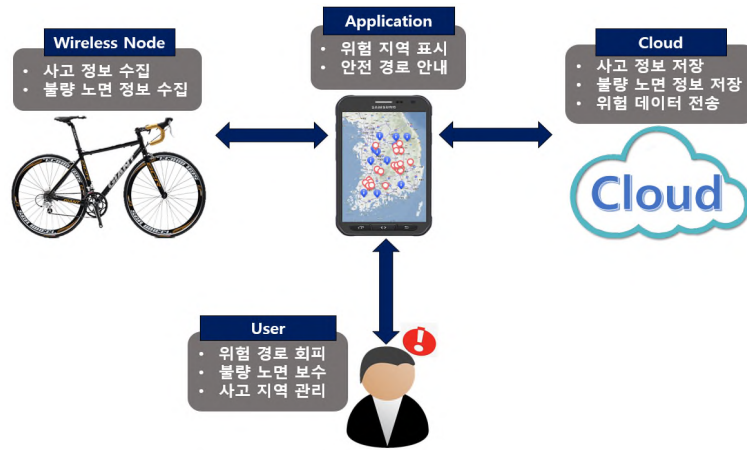 Wireless Node
• 사고 정보 수집
• 불량 노면 정보 수집
Application
• 위험 지역 표시
• 안전 경로 안내
Cloud
• 사고 정보 저장
• 불량 노면 정보 저장
• 위험 데이터 전송
GIANT
SAMSUNG
Cloud
User
• 위험 경로 회피
• 불량 노면 보수
• 사고 지역 관리